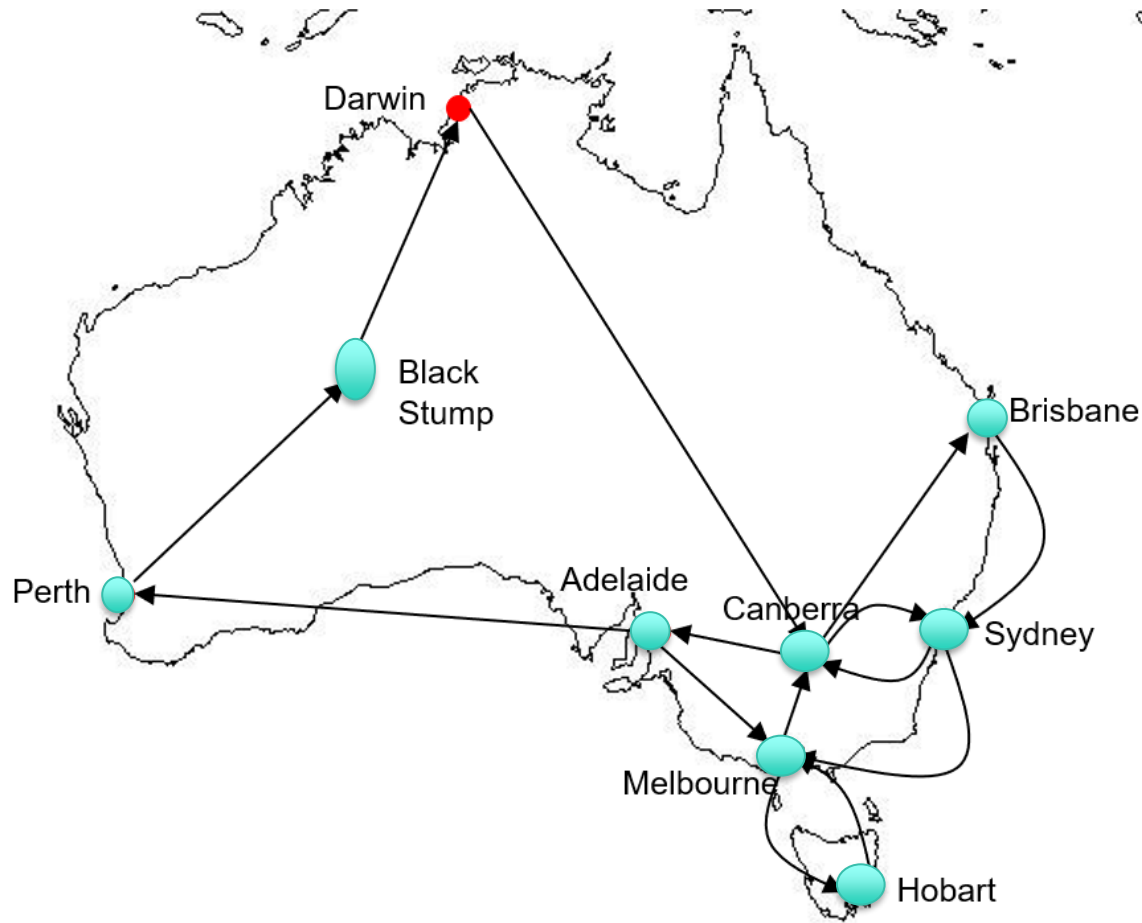 Darwin
Black
Stump
Brisbane
Perth
Adelaide
Canberra
Sydney
Melbourne
Hobart